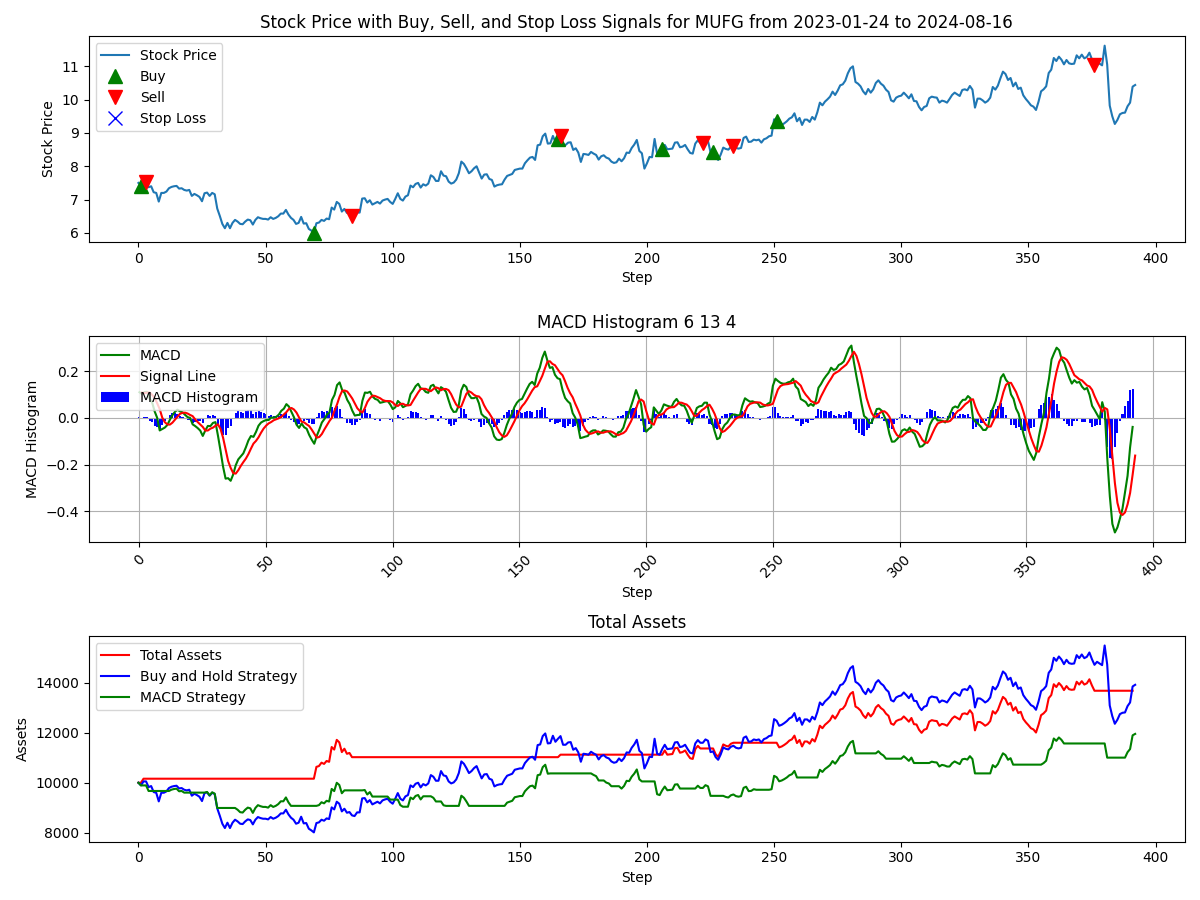 Stock Price with Buy, Sell, and Stop Loss Signals for MUFG from 2023-01-24 to 2024-08-16
Stock Price
Buy
Sell
Stop Loss
Stock Price
11
10
9
8
7
6
0 50 100 150 200 250 300 350 400
Step
MACD Histogram 6 13 4
MACD
Signal Line
MACD Histogram
MACD Histogram
0.2
0.0
−0.2
−0.4
0 50 100 150 200 250 300 350 400
Step
Total Assets
Total Assets
Buy and Hold Strategy
MACD Strategy
Assets
14000
12000
10000
8000
0 50 100 150 200 250 300 350 400
Step